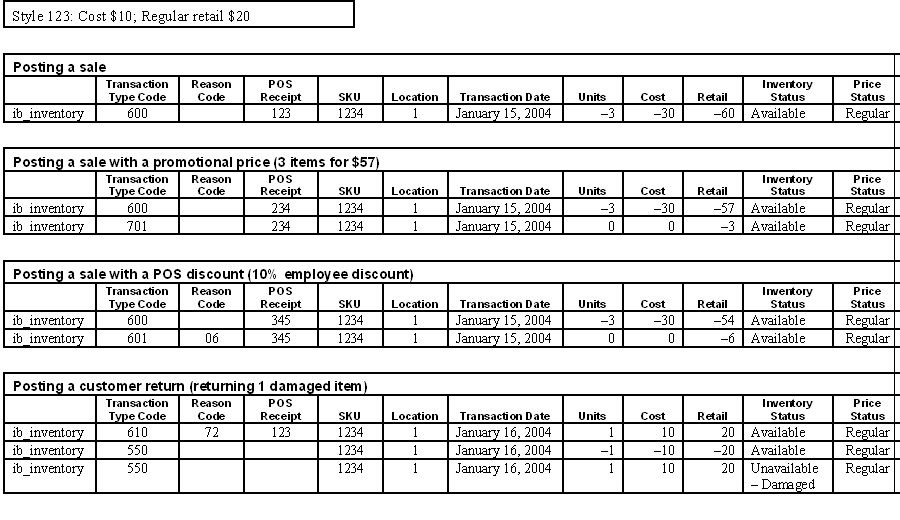 Style 123: Cost $10; Regular retail $20
Posting a sale
Transaction Type Code Reason Code POS Receipt SKU Location Transaction Date Units Cost Retail Inventory Status Price Status
ib_inventory 600 123 1234 1 January 15, 2004 –3 –30 –60 Available Regular
Posting a sale with a promotional price (3 items for $57)
Transaction Type Code Reason Code POS Receipt SKU Location Transaction Date Units Cost Retail Inventory Status Price Status
ib_inventory 600 234 1234 1 January 15, 2004 –3 –30 –57 Available Regular
ib_inventory 701 234 1234 1 January 15, 2004 0 0 –3 Available Regular
Posting a sale with a POS discount (10% employee discount)
Transaction Type Code Reason Code POS Receipt SKU Location Transaction Date Units Cost Retail Inventory Status Price Status
ib_inventory 600 345 1234 1 January 15, 2004 –3 –30 –54 Available Regular
ib_inventory 601 06 345 1234 1 January 15, 2004 0 0 –6 Available Regular
Posting a customer return (returning 1 damaged item)
Transaction Type Code Reason Code POS Receipt SKU Location Transaction Date Units Cost Retail Inventory Status Price Status
ib_inventory 610 72 123 1234 1 January 16, 2004 1 10 20 Available Regular
ib_inventory 550 1234 1 January 16, 2004 –1 –10 –20 Available Regular
ib_inventory 550 1234 1 January 16, 2004 1 10 20 Unavailable Regular
– Damaged